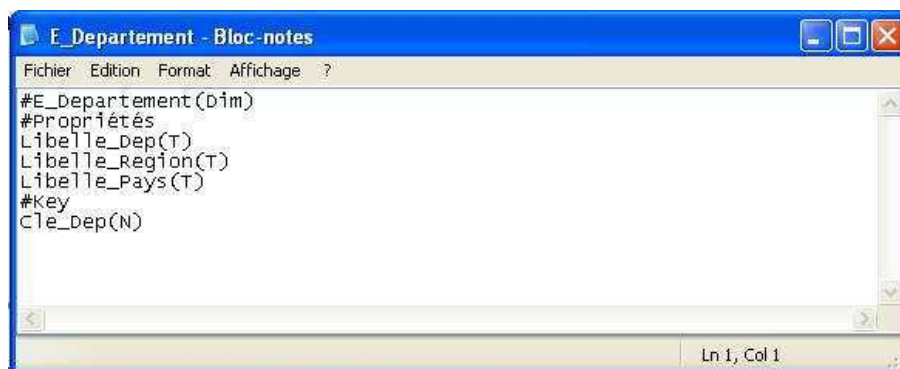 E_Departement - Bloc-notes
Fichier Edition Format Affichage ?
#E_Departement(Dim)
#Propriétés
Libelle_Dep(T)
Libelle_Region(T)
Libelle_Pays(T)
#Key
Cle_Dep(N)
Ln 1, Col 1